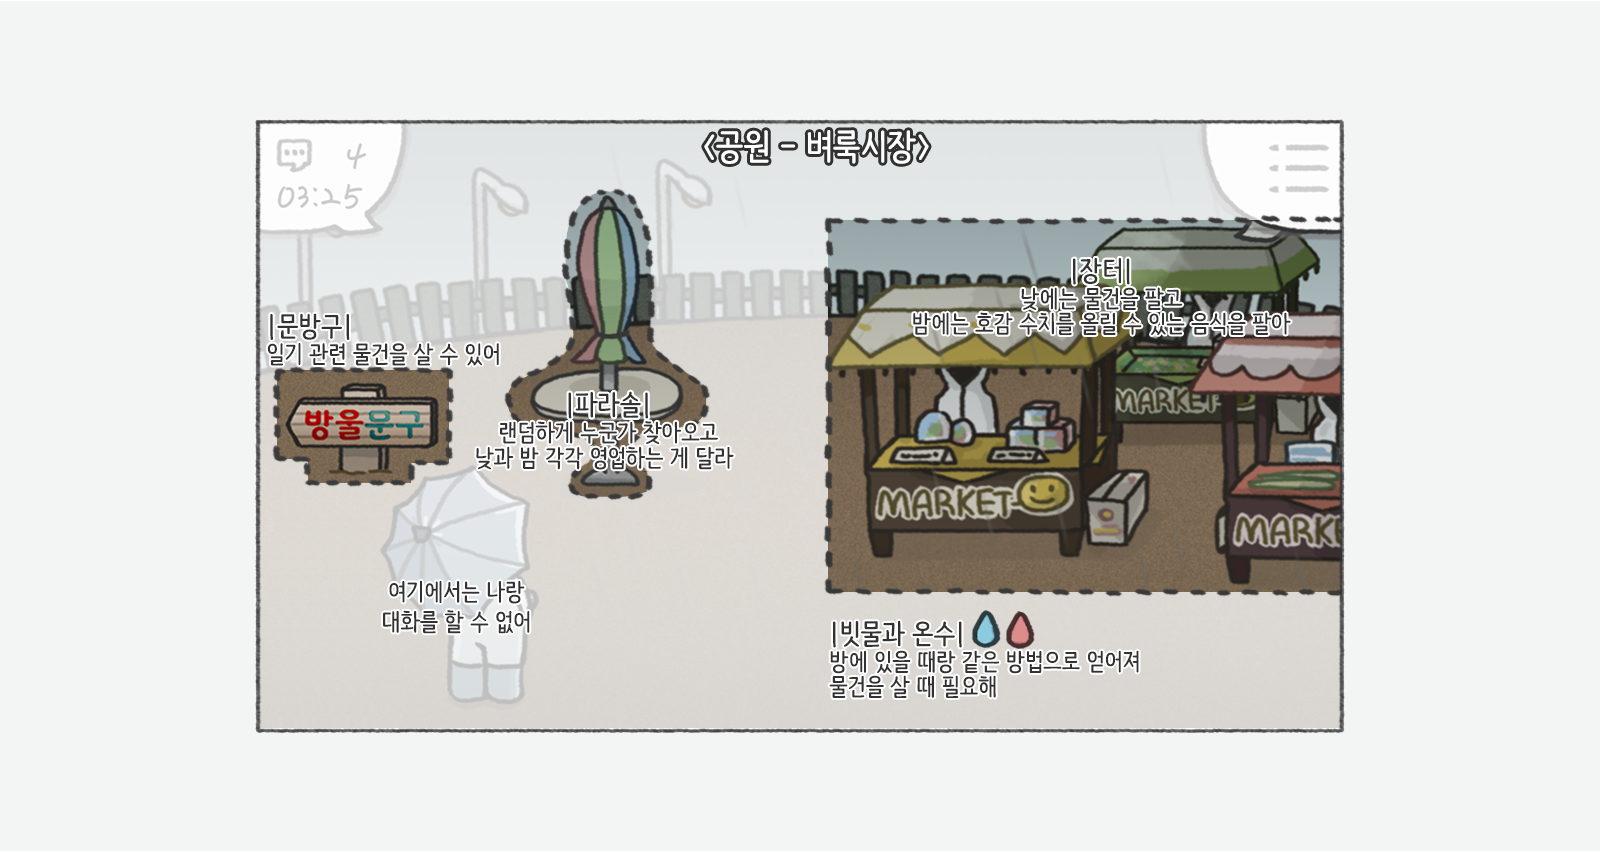 <공원 - 벼룩시장>
4
03:25
|문방구|
일기 관련 물건을 살 수 있어
방울문구
|파라솔|
랜덤하게 누군가 찾아오고
낮과 밤 각각 영업하는 게 달라
|장터|
낮에는 물건을 팔고
밤에는 호감 수치를 올릴 수 있는 음식을 팔아
MARKET
MARKET
MARKE
여기에서는 나랑
대화를 할 수 없어
|빗물과 온수|
방에 있을 때랑 같은 방법으로 얻어져
물건을 살 때 필요해